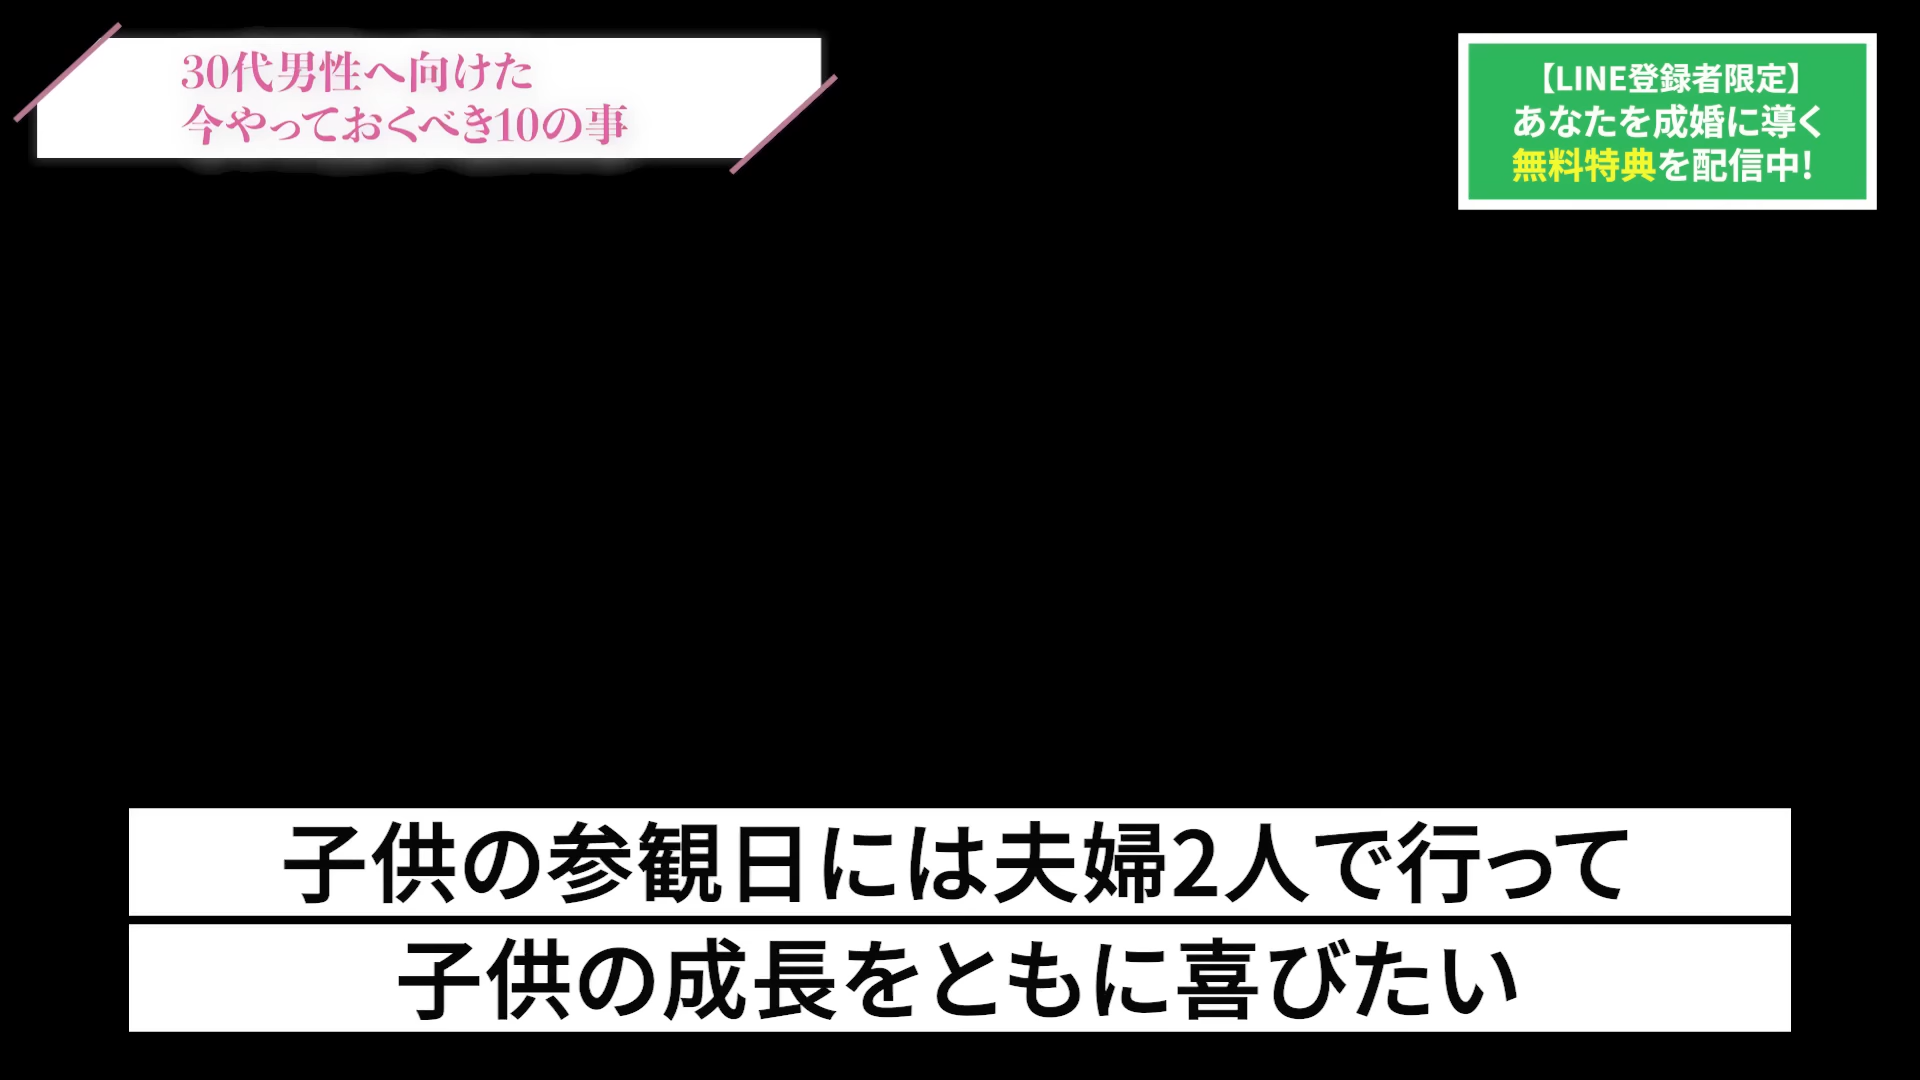 30代男性へ向けた
今やっておくべき10の事
【LINE登録者限定】
あなたを成婚に導く
無料特典を配信中!
子供の参観日には夫婦2人で行って
子供の成長をともに喜びたい